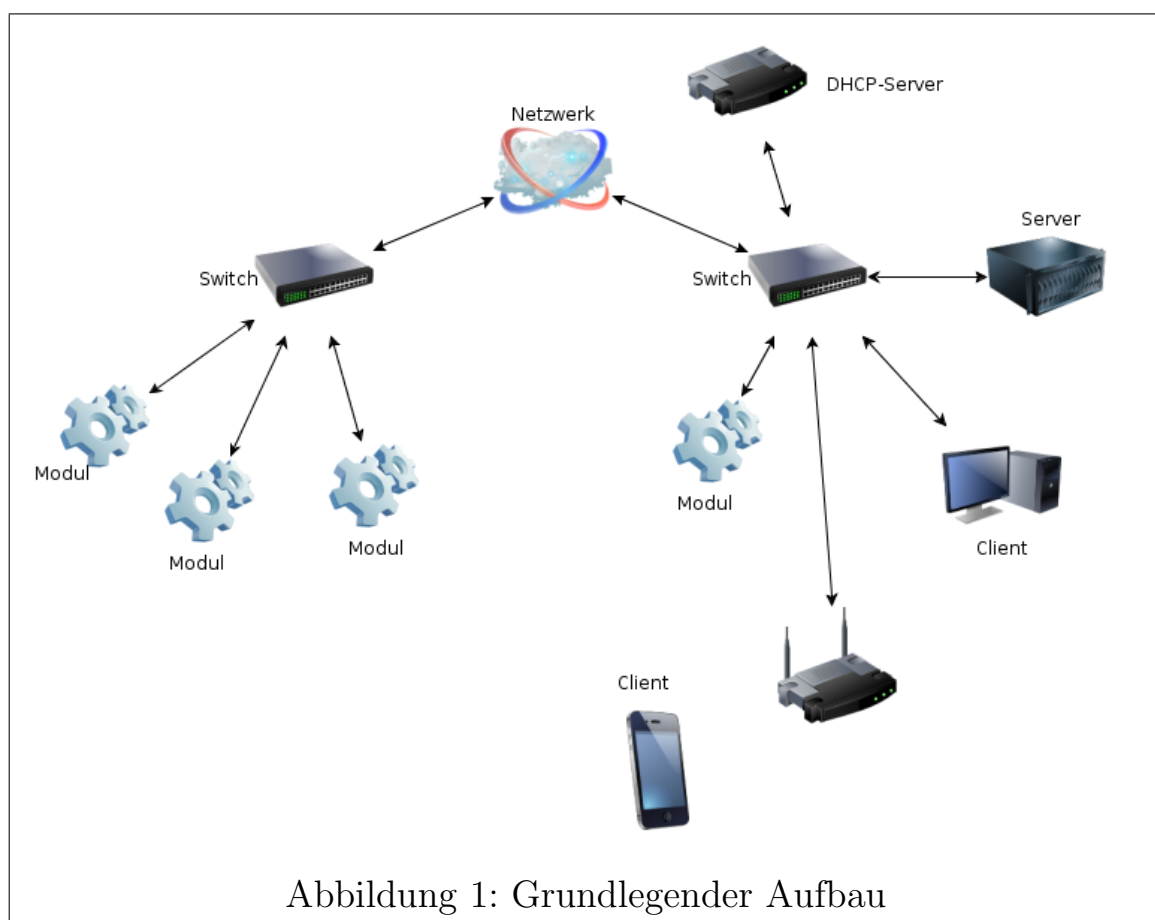 DHCP-Server
Netzwerk
Server
Switch
Switch
Modul
Modul
Modul
Modul
Client
Client
Abbildung 1: Grundlegender Aufbau